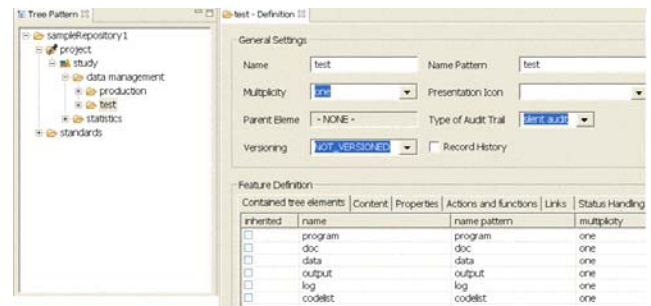 Tree Pattern
sampleRepository1
project
study
data management
production
test
statistics
standards
test - Definition
General Settings
Name test Name Pattern test
Multiplicity one Presentation Icon
Parent Eleme - NONE - Type of Audit Trail silent audit
Versioning NOT_VERSIONED Record History
Feature Definition
Contained tree elements Content Properties Actions and functions Links Status Handling
inherited name name pattern multiplicity
program program one
doc doc one
data data one
output output one
log log one
codelist codelist one